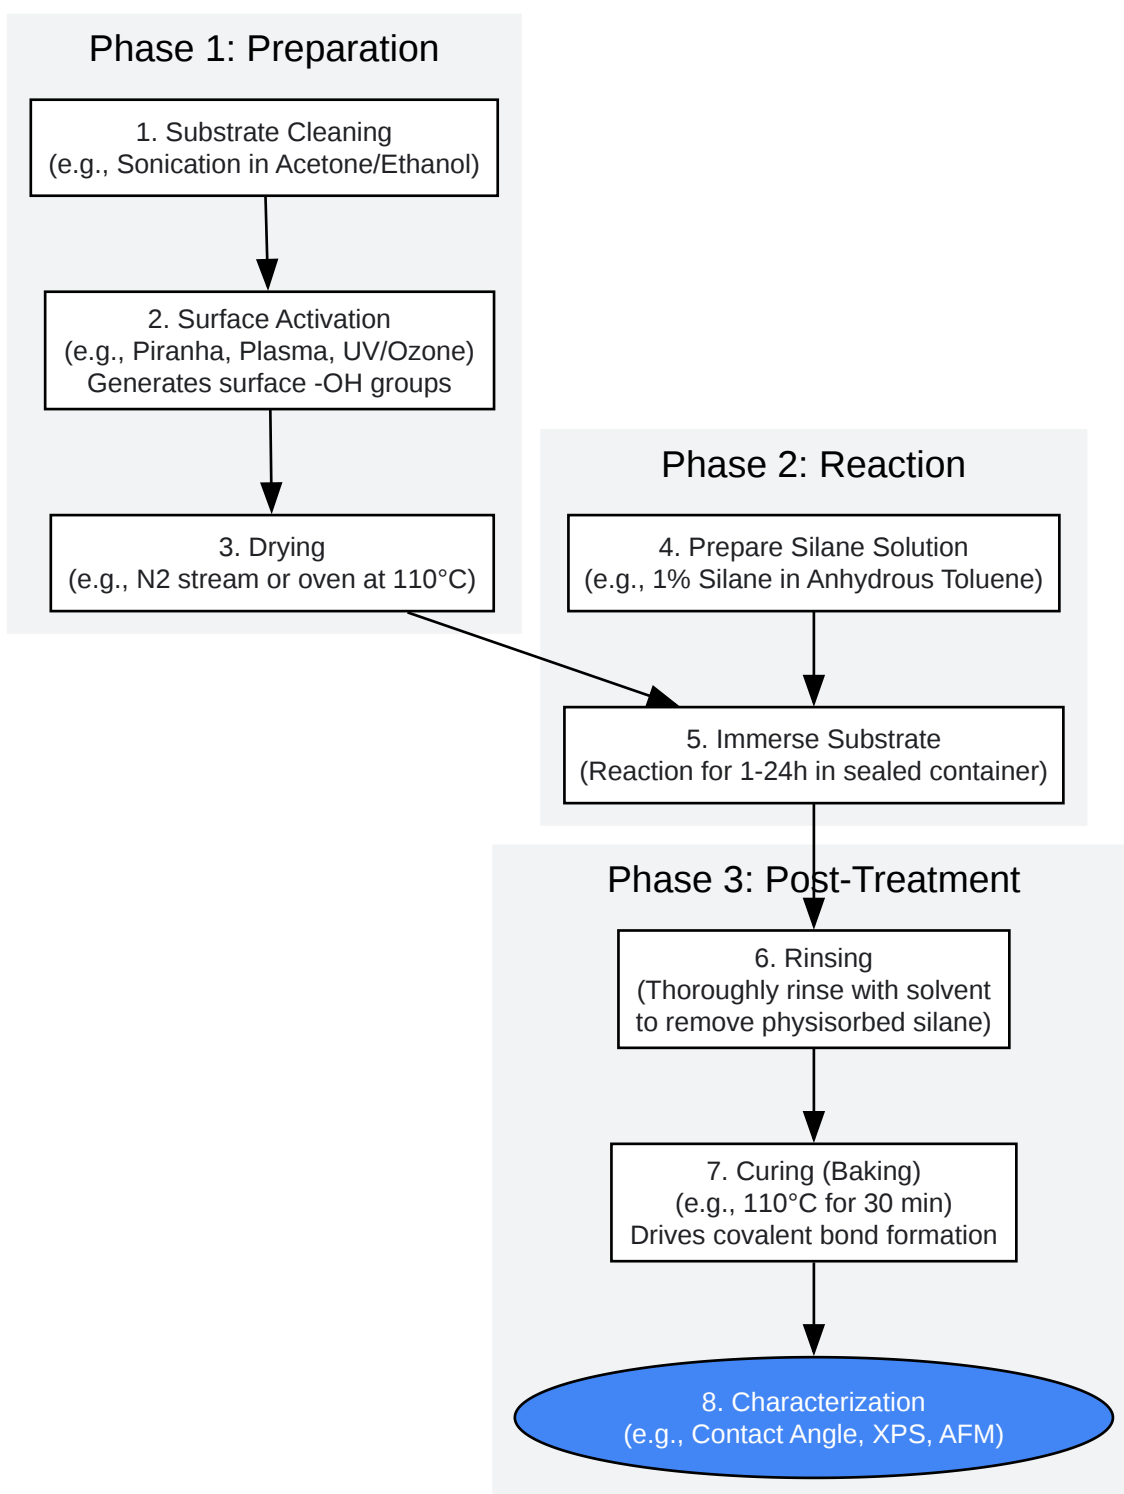 Phase 1: Preparation
1. Substrate Cleaning
(e.g., Sonication in Acetone/Ethanol)
2. Surface Activation
(e.g., Piranha, Plasma, UV/Ozone)
Generates surface -OH groups
3. Drying
(e.g., N2 stream or oven at 110°C)
Phase 2: Reaction
4. Prepare Silane Solution
(e.g., 1% Silane in Anhydrous Toluene)
5. Immerse Substrate
(Reaction for 1-24h in sealed container)
Phase 3: Post-Treatment
6. Rinsing
(Thoroughly rinse with solvent
to remove physisorbed silane)
7. Curing (Baking)
(e.g., 110°C for 30 min)
Drives covalent bond formation
8. Characterization
(e.g., Contact Angle, XPS, AFM)